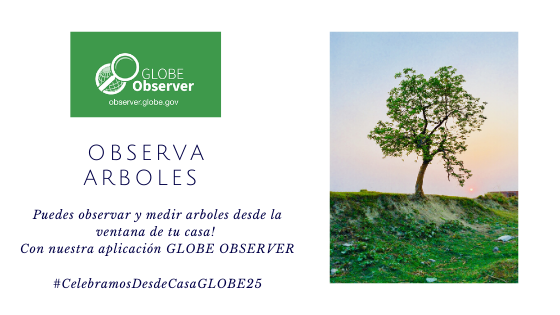 GLOBE
Observer
observer.globe.gov
OBSERVA
ARBOLES
Puedes observar y medir arboles desde la
ventana de tu casa!
Con nuestra aplicación GLOBE OBSERVER
#CelebramosDesdeCasaGLOBE25